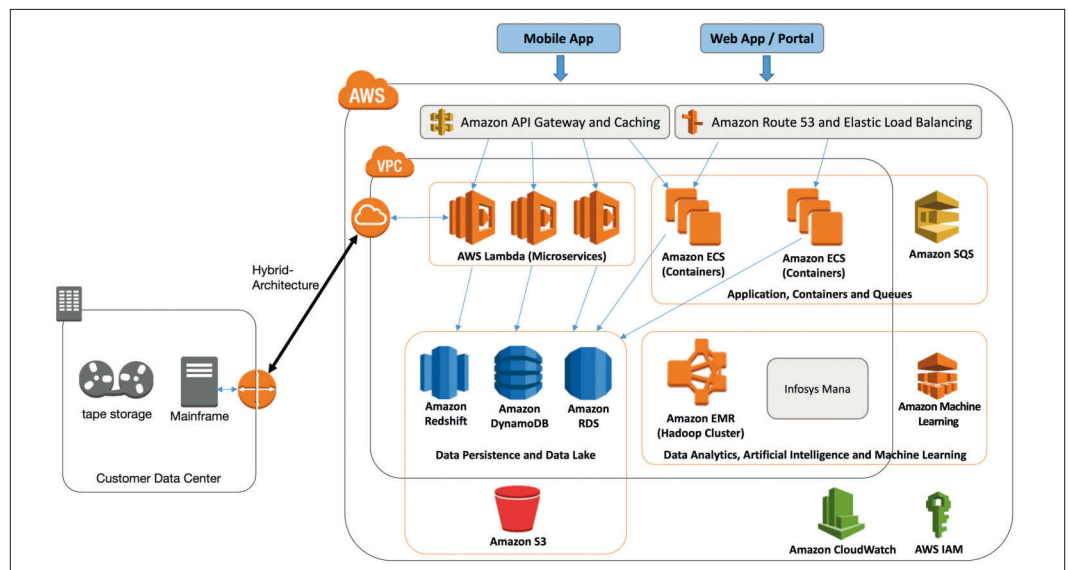 Mobile App
Web App / Portal
AWS
Amazon API Gateway and Caching
Amazon Route 53 and Elastic Load Balancing
VPC
AWS Lambda (Microservices)
Amazon ECS
(Containers)
Amazon ECS
(Containers)
Amazon SQS
Application, Containers and Queues
Hybrid-
Architecture
tape storage
Mainframe
Customer Data Center
Amazon
Redshift
Amazon
DynamoDB
Amazon
RDS
Data Persistence and Data Lake
Amazon EMR
(Hadoop Cluster)
Infosys Mana
Amazon Machine
Learning
Data Analytics, Artificial Intelligence and Machine Learning
Amazon S3
Amazon CloudWatch
AWS IAM